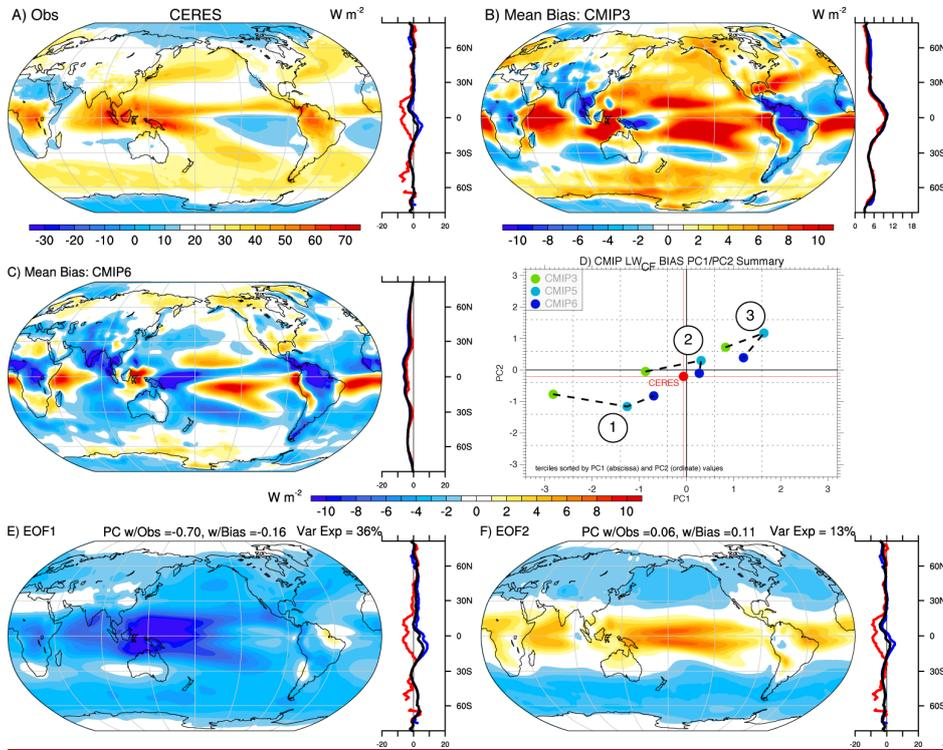 A) Obs CERES W m-2
B) Mean Bias: CMIP3 W m-2
60N
30N
0
30S
60S
60N
30N
0
30S
60S
-20 0 20
0 6 12 18
-30 -20 -10 0 10 20 30 40 50 60 70
-10 -8 -6 -4 -2 0 2 4 6 8 10
C) Mean Bias: CMIP6
60N
30N
0
30S
60S
-20 0 20
D) CMIP LWCF BIAS PC1/PC2 Summary
CMIP3
CMIP5
CMIP6
3
2
1
0
-1
-2
-3
PC2
1
2
3
CERES
terciles sorted by PC1 (abscissa) and PC2 (ordinate) values
-3 -2 -1 0 1 2 3
PC1
W m-2
-10 -8 -6 -4 -2 0 2 4 6 8 10
E) EOF1 PC w/Obs =-0.70, w/Bias =-0.16 Var Exp = 36%
F) EOF2 PC w/Obs =0.06, w/Bias =0.11 Var Exp = 13%
60N
30N
0
30S
60S
60N
30N
0
30S
60S
-20 0 20
-20 0 20